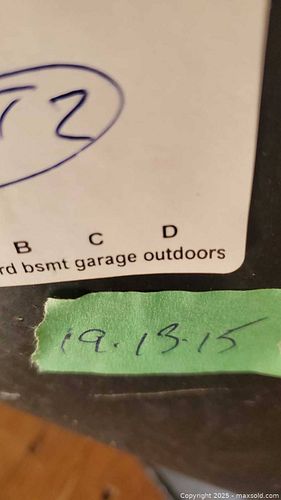 T2
B C D
rd bsmt garage outdoors
19.13.15
Copyright 2025 - maxsold.com